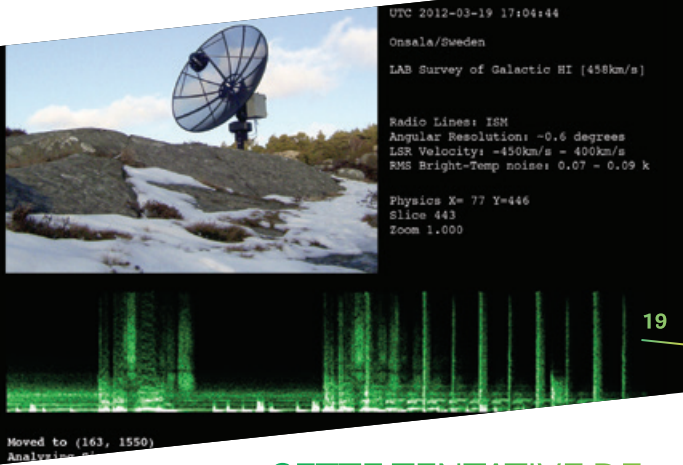 UTC 2012-03-19 17:04:44
Onsala/Sweden
LAB Survey of Galactic HI [458km/s]
Radio Lines: ISM
Angular Resolution: ~0.6 degrees
LSR Velocity: -450km/s - 400km/s
RMS Bright-Temp noise: 0.07 - 0.09 k
Physics X= 77 Y=446
Slice 443
Zoom 1.000
19
Moved to (163, 1550)